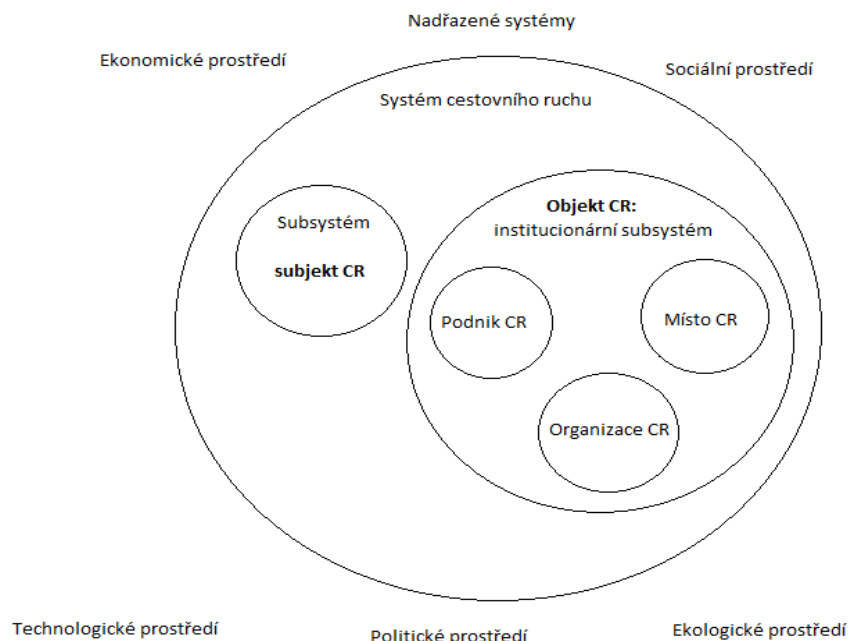 Nadřazené systémy
Ekonomické prostředí
Sociální prostředí
Systém cestovního ruchu
Subsystém
subjekt CR
Objekt CR:
institucionární subsystém
Podnik CR
Místo CR
Organizace CR
Technologické prostředí
Politické prostředí
Ekologické prostředí